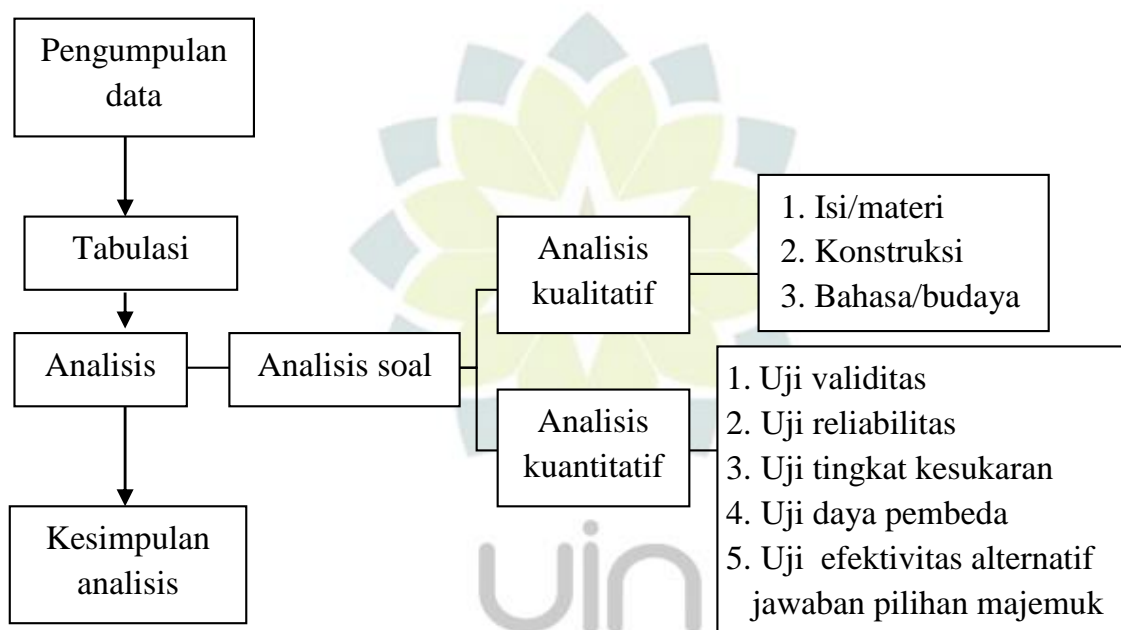 Pengumpulan
data
Tabulasi
Analisis
Analisis soal
Analisis
kualitatif
1. Isi/materi
2. Konstruksi
3. Bahasa/budaya
Analisis
kuantitatif
1. Uji validitas
2. Uji reliabilitas
3. Uji tingkat kesukaran
4. Uji daya pembeda
5. Uji efektivitas alternatif
jawaban pilihan majemuk
Kesimpulan
analisis
uin